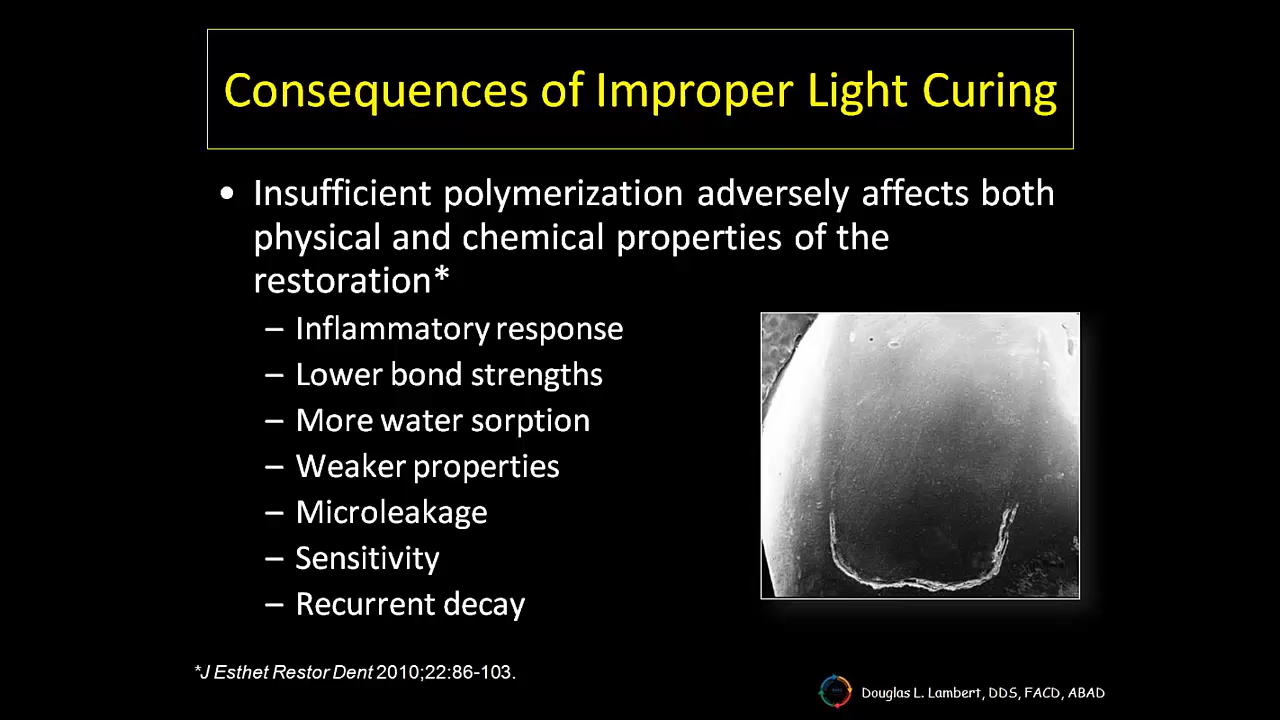 Consequences of Improper Light Curing
• Insufficient polymerization adversely affects both
physical and chemical properties of the
restoration*
– Inflammatory response
– Lower bond strengths
– More water sorption
– Weaker properties
– Microleakage
– Sensitivity
– Recurrent decay
*J Esthet Restor Dent 2010;22:86-103.
Douglas L. Lambert, DDS, FACD, ABAD